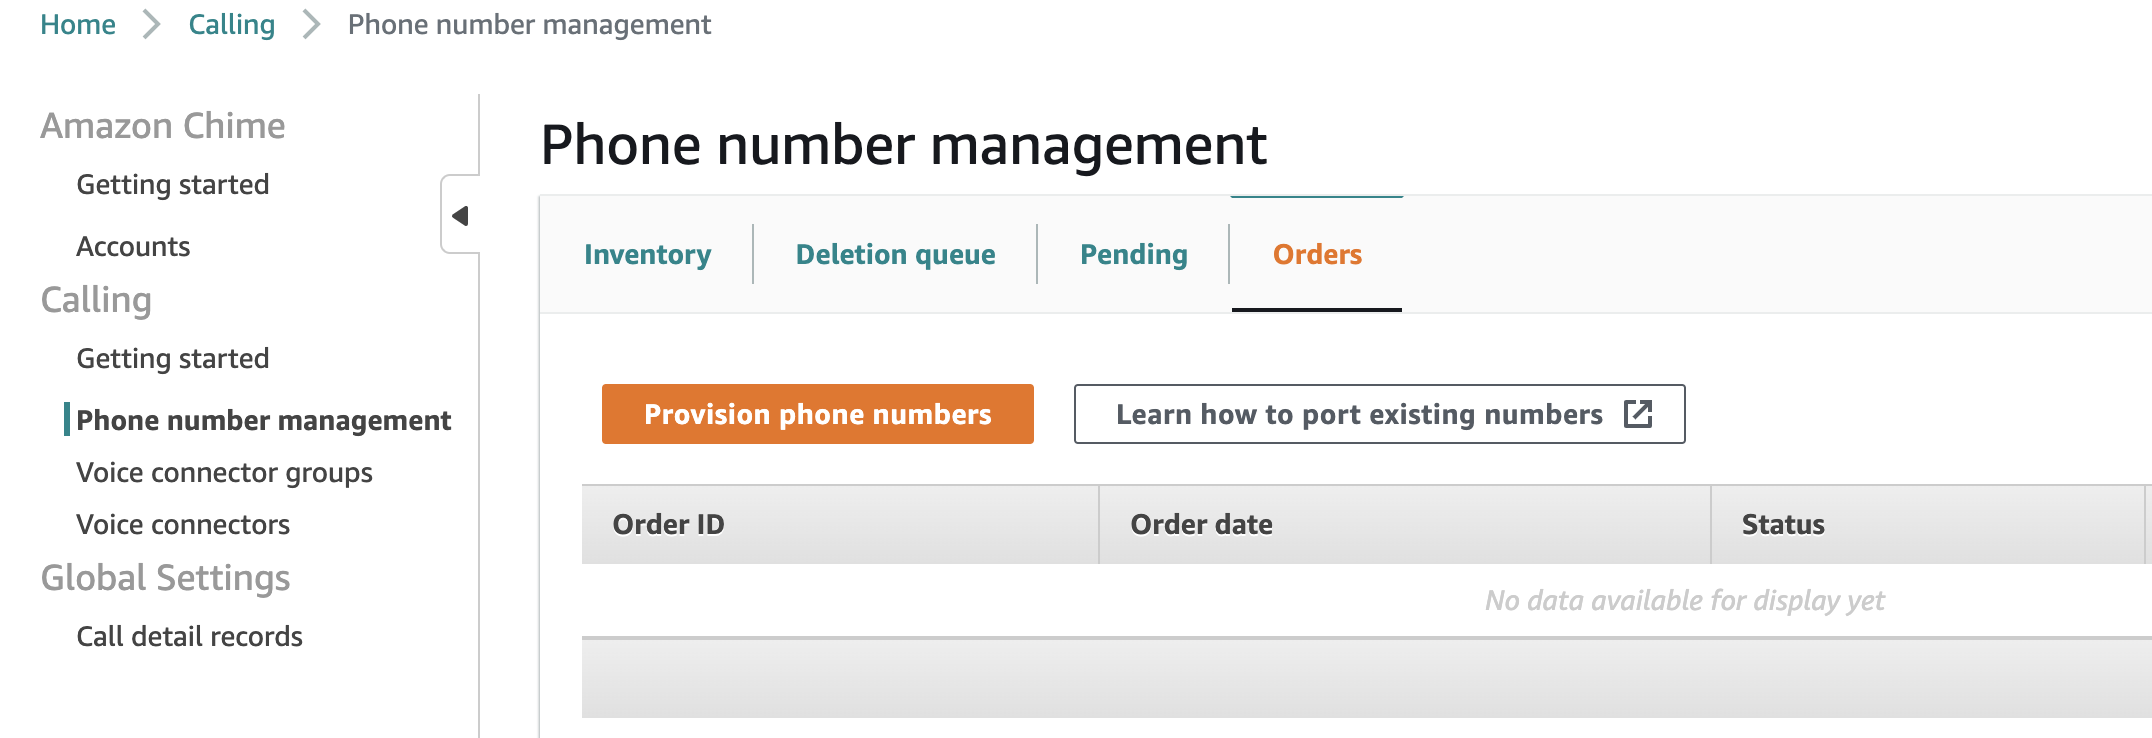 Home Calling Phone number management
Amazon Chime
Getting started
Accounts
Calling
Getting started
Phone number management
Voice connector groups
Voice connectors
Global Settings
Call detail records
Phone number management
Inventory Deletion queue Pending Orders
Provision phone numbers Learn how to port existing numbers
Order ID Order date Status
No data available for display yet